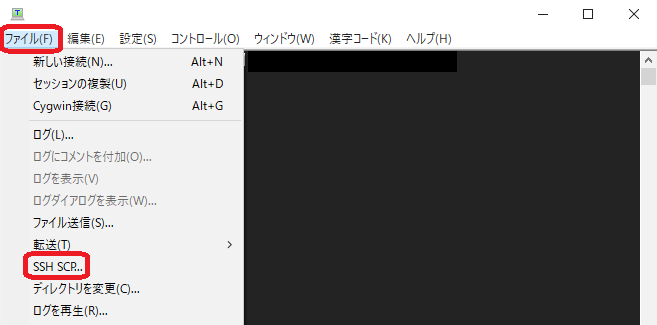 ファイル(F) 編集(E) 設定(S) コントロール(O) ウィンドウ(W) 漢字コード(K) ヘルプ(H)
新しい接続(N)... Alt+N
セッションの複製(U) Alt+D
Cygwin接続(G) Alt+G
ログ(L)...
ログにコメントを付加(O)...
ログを表示(V)
ログダイアログを表示(W)...
ファイル送信(S)...
転送(T)
SSH SCP...
ディレクトリを変更(C)...
ログを再生(R)...